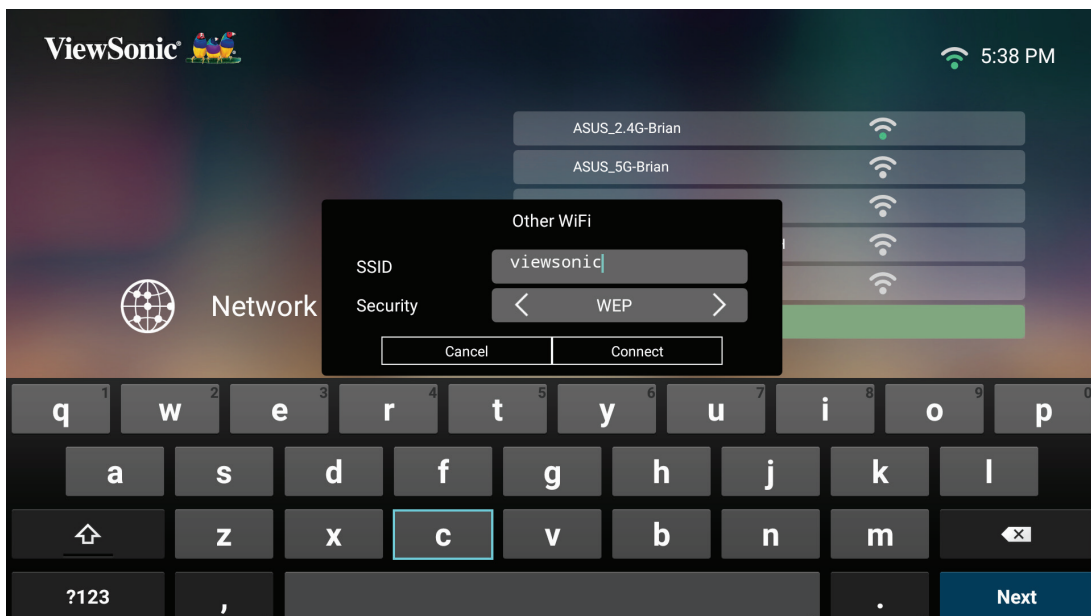 ViewSonic®
5:38 PM
ASUS_2.4G-Brian
ASUS_5G-Brian
Other WiFi
SSID viewsonic
Security < WEP >
Cancel Connect
Network
q 1 w 2 e 3 r 4 t 5 y 6 u 7 i 8 o 9 p 0
a s d f g h j k l
z x c v b n m
?123 , . Next